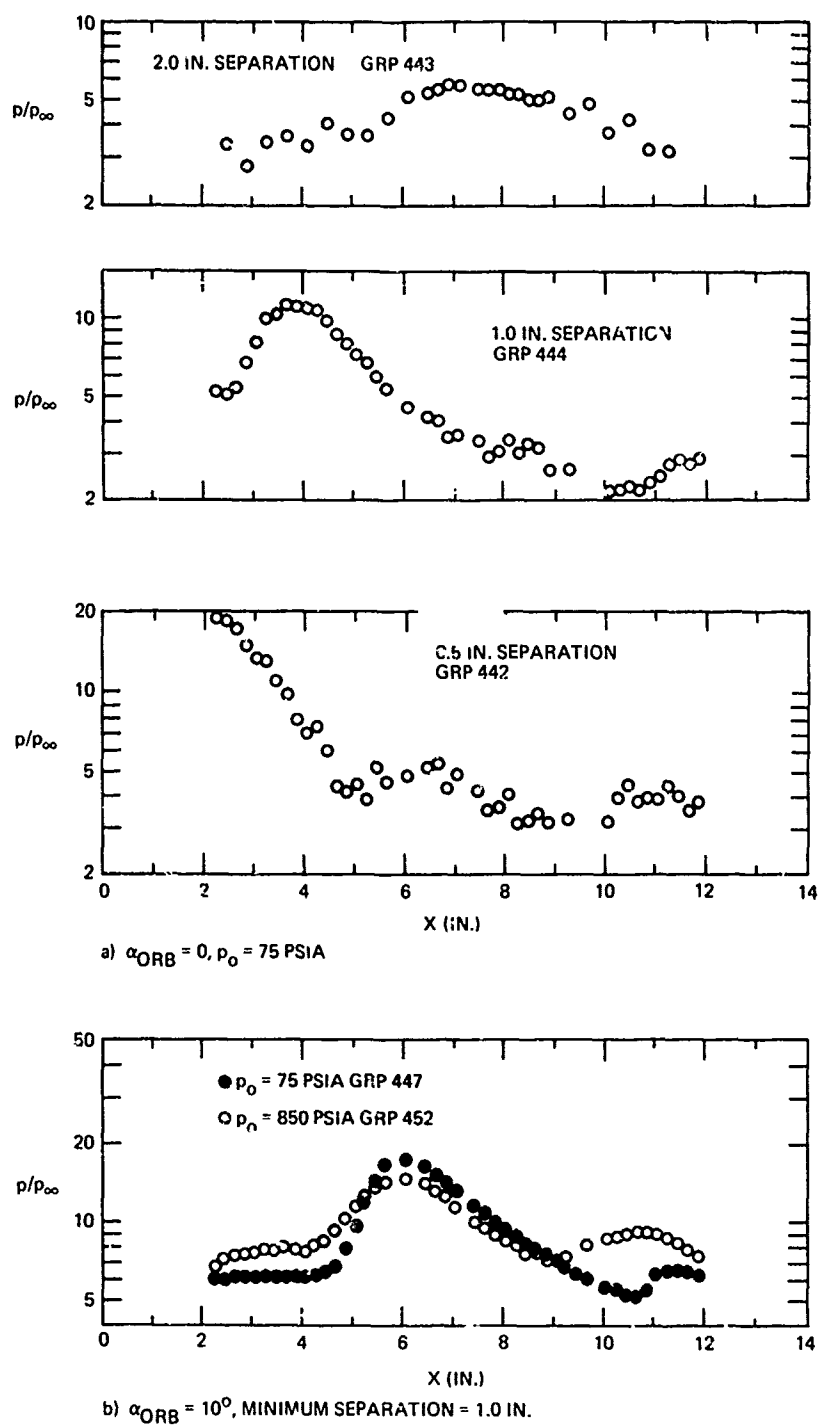 10
2.0 IN. SEPARATION GRP 443
p/p∞
5
2
10
1.0 IN. SEPARATION
GRP 444
p/p∞
5
2
20
0.5 IN. SEPARATION
GRP 442
10
p/p∞
5
2
0 2 4 6 8 10 12 14
X (IN.)
a) αORB = 0, po = 75 PSIA
50
● po = 75 PSIA GRP 447
○ po = 850 PSIA GRP 452
20
p/p∞
10
5
0 2 4 6 8 10 12 14
X (IN.)
b) αORB = 10°, MINIMUM SEPARATION = 1.0 IN.